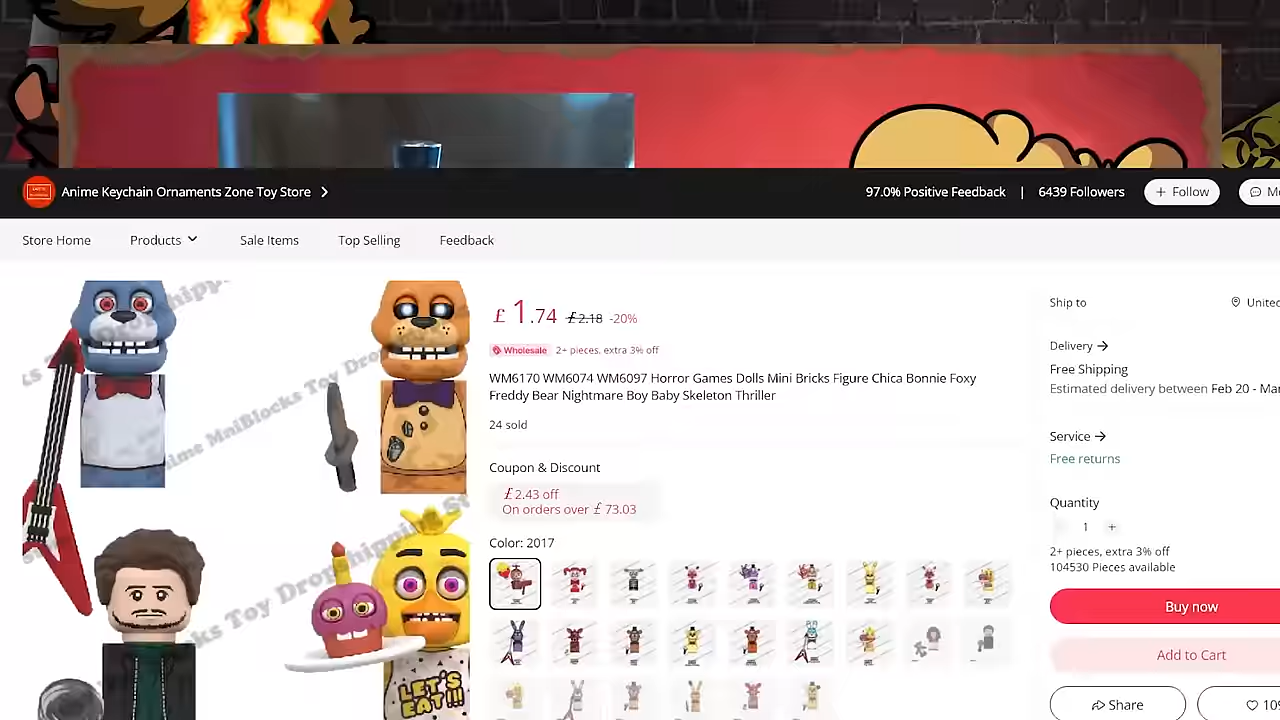 Anime Keychain Ornaments Zone Toy Store
97.0% Positive Feedback | 6439 Followers + Follow
Store Home Products Sale Items Top Selling Feedback
£ 1.74 £2.18 -20%
Wholesale 2+ pieces, extra 3% off
WM6170 WM6074 WM6097 Horror Games Dolls Mini Bricks Figure Chica Bonnie Foxy
Freddy Bear Nightmare Boy Baby Skeleton Thriller
24 sold
Coupon & Discount
£2.43 off
On orders over £ 73.03
Color: 2017
LET'S
EAT!!!
Ship to
Delivery
Free Shipping
Estimated delivery between Feb 20 - Mar
Service
Free returns
Quantity
1 +
2+ pieces, extra 3% off
104530 Pieces available
Buy now
Add to Cart
Share